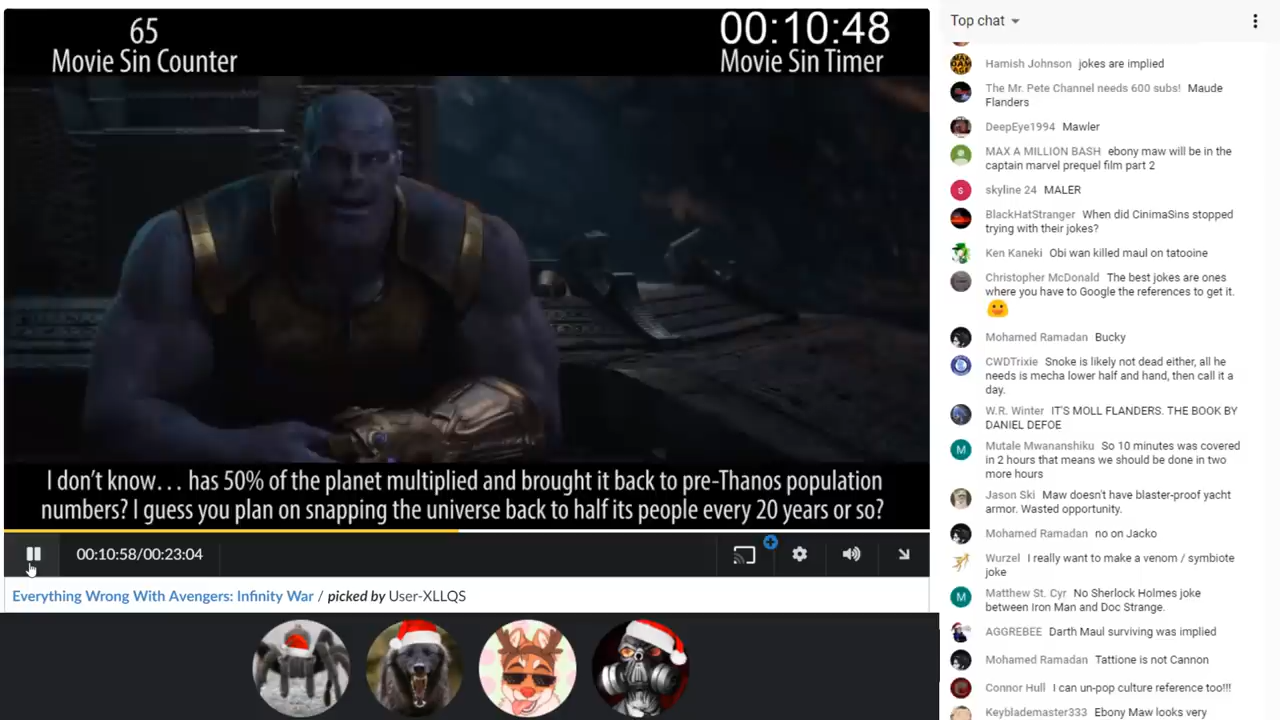 65
Movie Sin Counter
00:10:48
Movie Sin Timer
I don't know... has 50% of the planet multiplied and brought it back to pre-Thanos population
numbers? I guess you plan on snapping the universe back to half its people every 20 years or so?
00:10:58/00:23:04
Everything Wrong With Avengers: Infinity War / picked by User-XLLQS
Top chat
Hamish Johnson jokes are implied
The Mr. Pete Channel needs 600 subs! Maude
Flanders
DeepEye1994 Mawler
MAX A MILLION BASH ebony maw will be in the
captain marvel prequel film part 2
s
skyline 24 MALER
BlackHatStranger When did CinimaSins stopped
trying with their jokes?
Ken Kaneki Obi wan killed maul on tatooine
Christopher McDonald The best jokes are ones
where you have to Google the references to get it.
Mohamed Ramadan Bucky
CWDTrixie Snoke is likely not dead either, all he
needs is mecha lower half and hand, then call it a
day.
W.R. Winter IT'S MOLL FLANDERS. THE BOOK BY
DANIEL DEFOE
M
Mutale Mwananshiku So 10 minutes was covered
in 2 hours that means we should be done in two
more hours
Jason Ski Maw doesn't have blaster-proof yacht
armor. Wasted opportunity.
Mohamed Ramadan no on Jacko
Wurzel I really want to make a venom / symbiote
joke
M
Matthew St. Cyr No Sherlock Holmes joke
between Iron Man and Doc Strange.
AGGREBEE Darth Maul surviving was implied
Mohamed Ramadan Tattione is not Cannon
Connor Hull I can un-pop culture reference too!!!
Keyblademaster333 Ebony Maw looks very